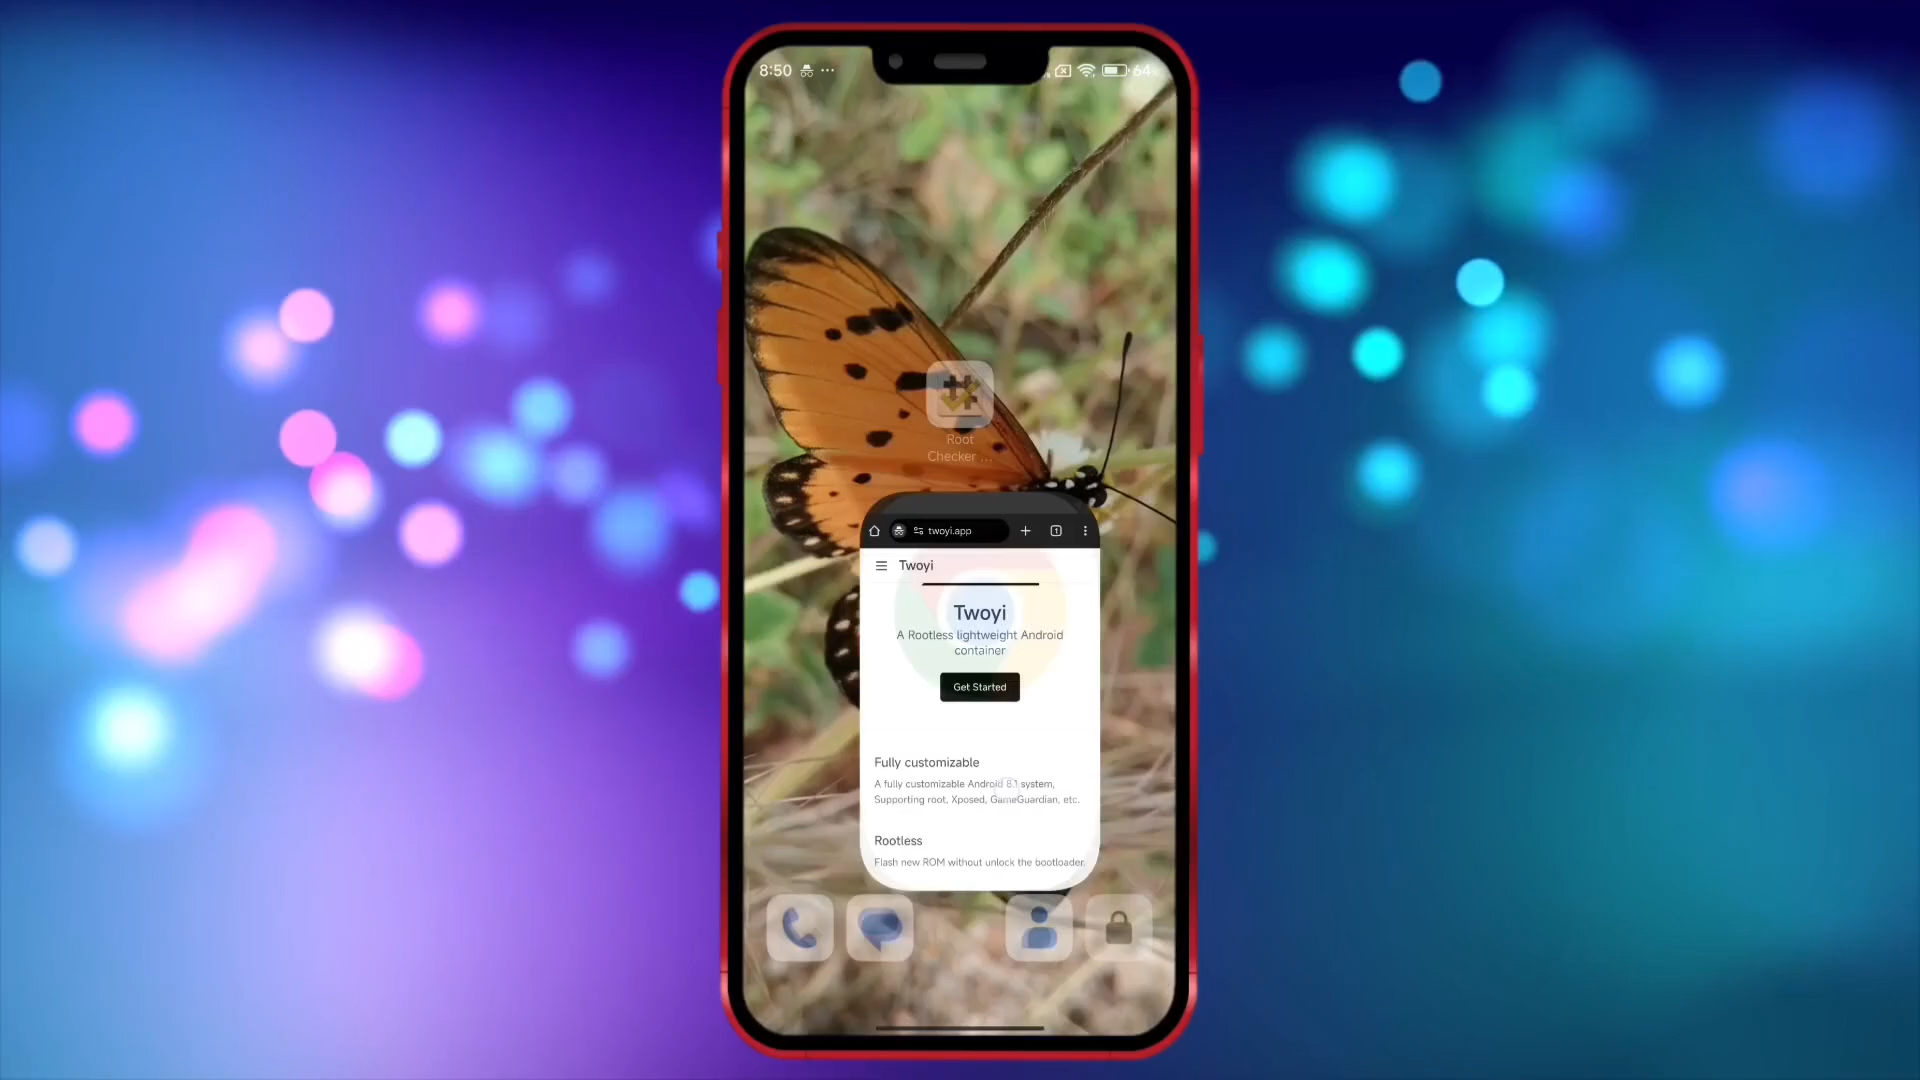 8:50
64
Root
Checker ...
twoyi.app
1
Twoyi
Twoyi
A Rootless lightweight Android
container
Get Started
Fully customizable
A fully customizable Android 8.1 system,
Supporting root, Xposed, GameGuardian, etc.
Rootless
Flash new ROM without unlock the bootloader.